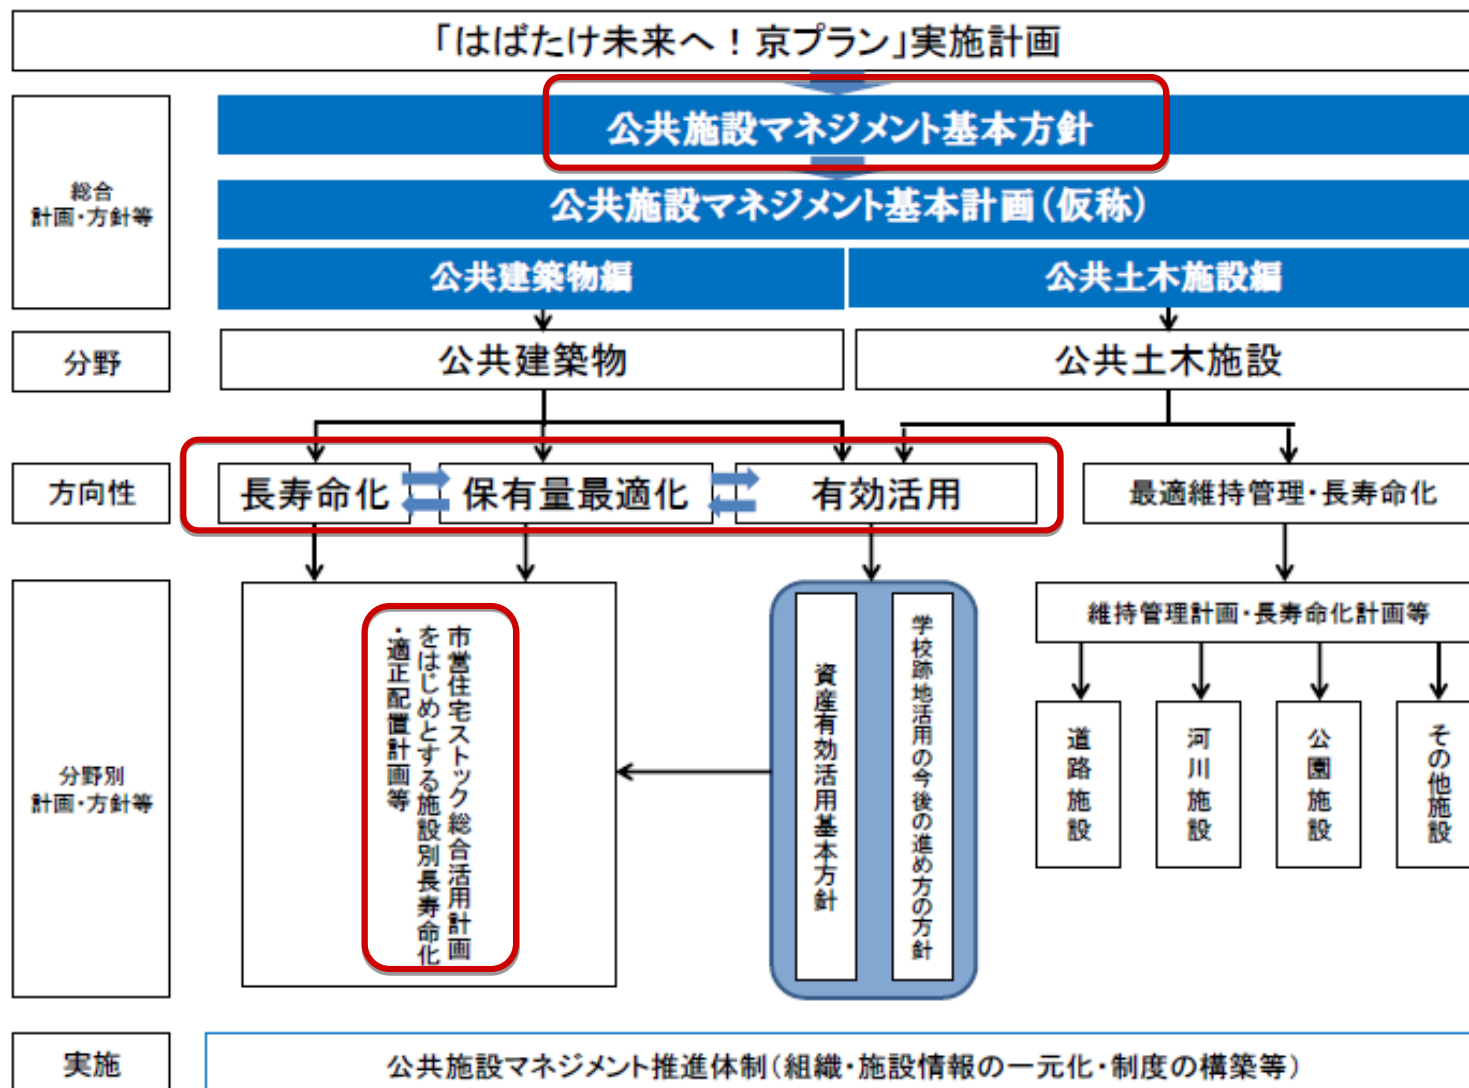 「はばたけ未来へ！京プラン」実施計画
総合
計画・方針等
公共施設マネジメント基本方針
公共施設マネジメント基本計画(仮称)
公共建築物編
公共土木施設編
分野
公共建築物
公共土木施設
方向性
長寿命化
保有量最適化
有効活用
最適維持管理・長寿命化
分野別
計画・方針等
市営住宅ストック総合活用計画
をはじめとする施設別長寿命化
・適正配置計画等
資産有効活用基本方針
学校跡地活用の今後の進め方の方針
維持管理計画・長寿命化計画等
道路施設
河川施設
公園施設
その他施設
実施
公共施設マネジメント推進体制(組織・施設情報の一元化・制度の構築等)